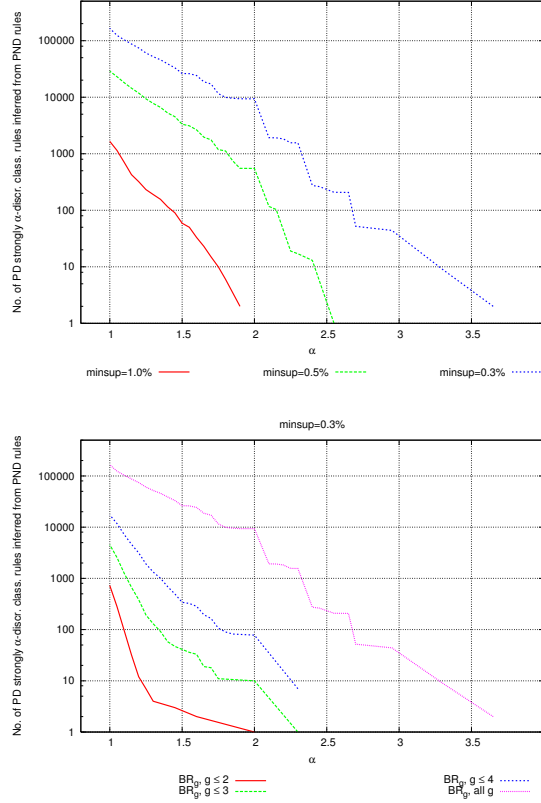 No. of PD strongly α-discr. class. rules inferred from PND rules
100000
10000
1000
100
10
1
1 1.5 2 2.5 3 3.5
α
minsup=1.0% minsup=0.5% minsup=0.3%
minsup=0.3%
No. of PD strongly α-discr. class. rules inferred from PND rules
100000
10000
1000
100
10
1
1 1.5 2 2.5 3 3.5
α
BRg, g ≤ 2 BRg, g ≤ 4
BRg, g ≤ 3 BRg, all g